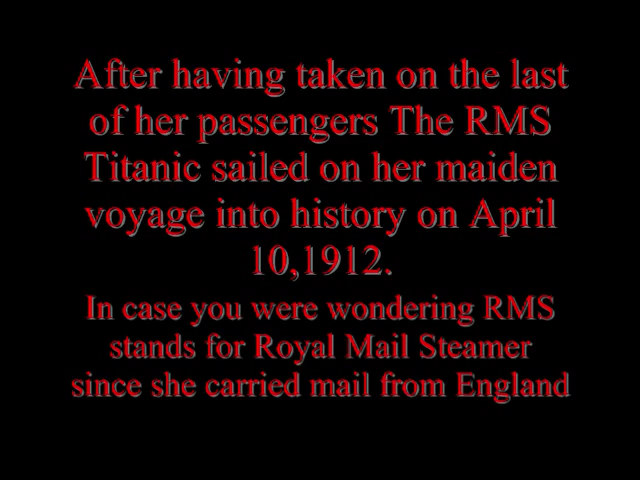 After having taken on the last
of her passengers The RMS
Titanic sailed on her maiden
voyage into history on April
10,1912.
In case you were wondering RMS
stands for Royal Mail Steamer
since she carried mail from England